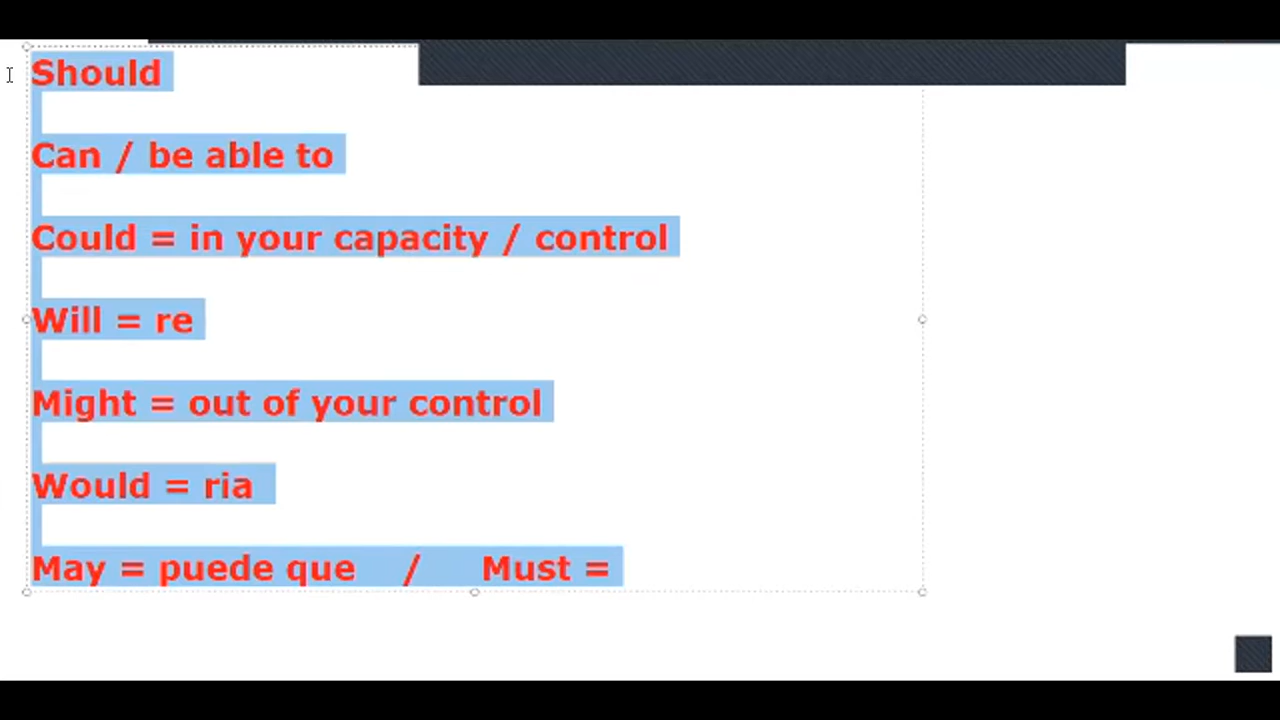 Should
Can / be able to
Could = in your capacity / control
Will = re
Might = out of your control
Would = ria
May = puede que / Must =